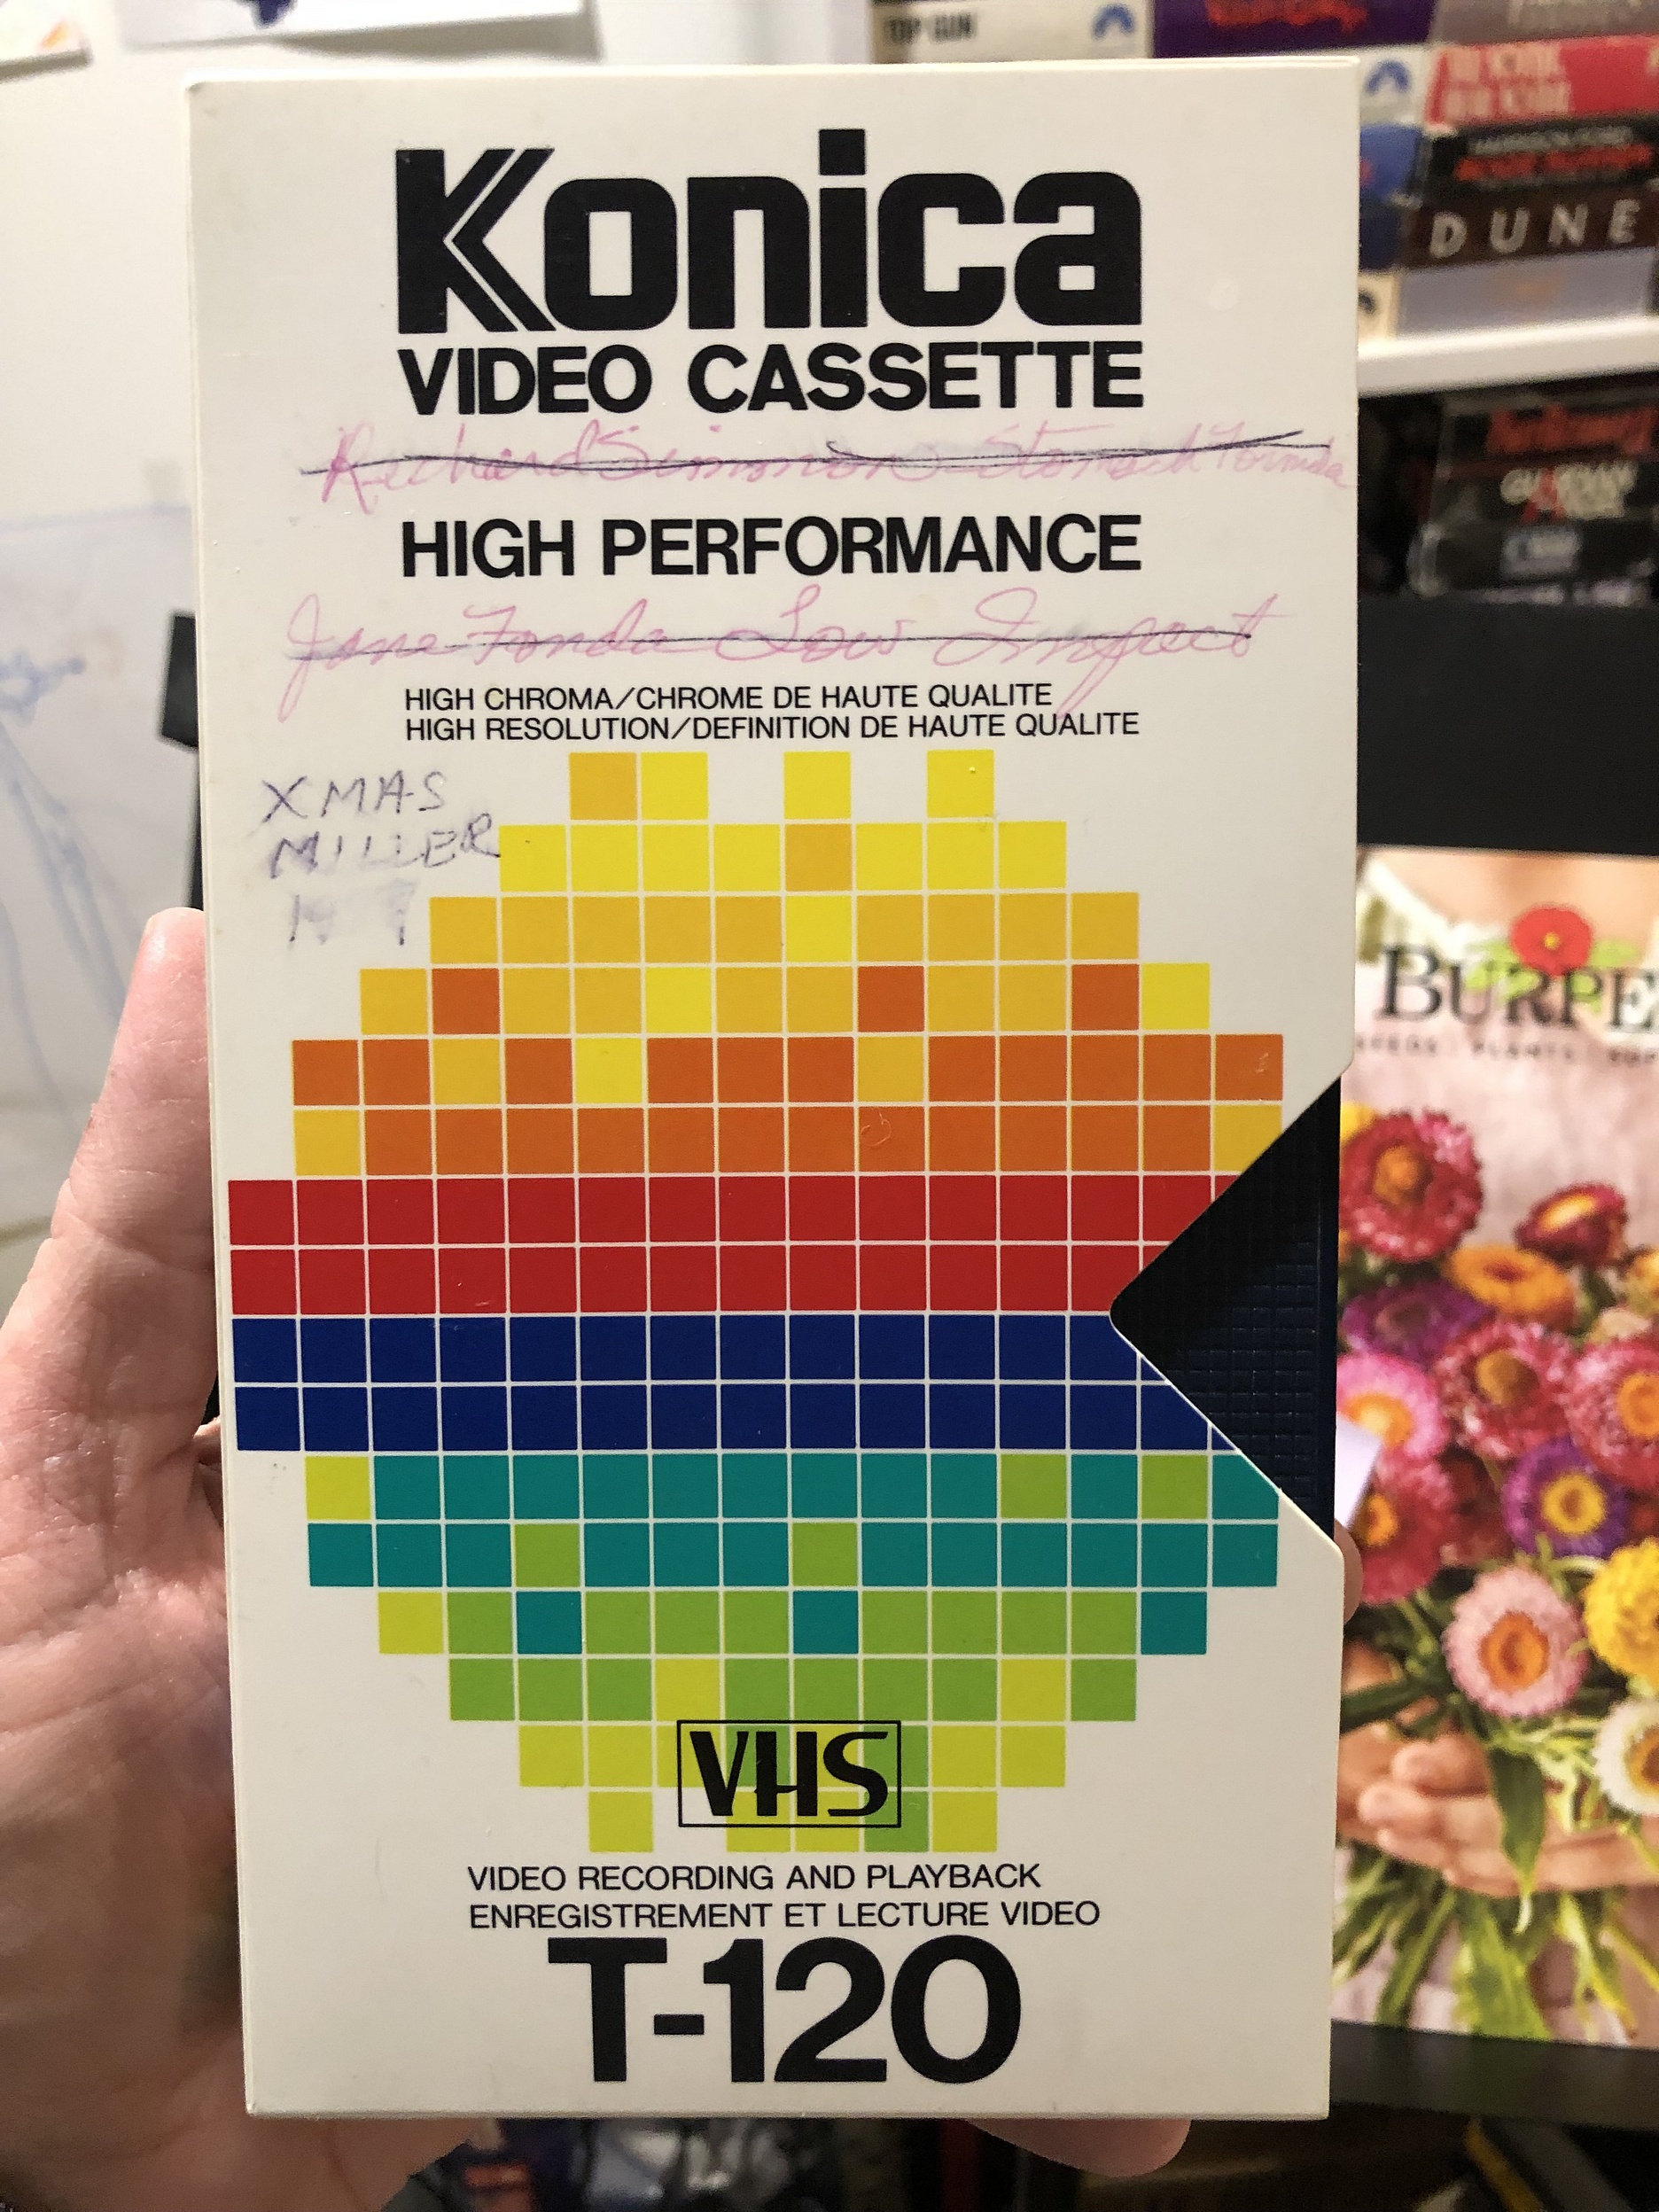 TOP GUN
Konica
VIDEO CASSETTE
Richard Simmons Stomach Formula
HIGH PERFORMANCE
Jane Fonda Low Impact
HIGH CHROMA/CHROME DE HAUTE QUALITE
HIGH RESOLUTION/DEFINITION DE HAUTE QUALITE
XMAS
MILLER
VHS
VIDEO RECORDING AND PLAYBACK
ENREGISTREMENT ET LECTURE VIDEO
T-120
DUNE
BURPE